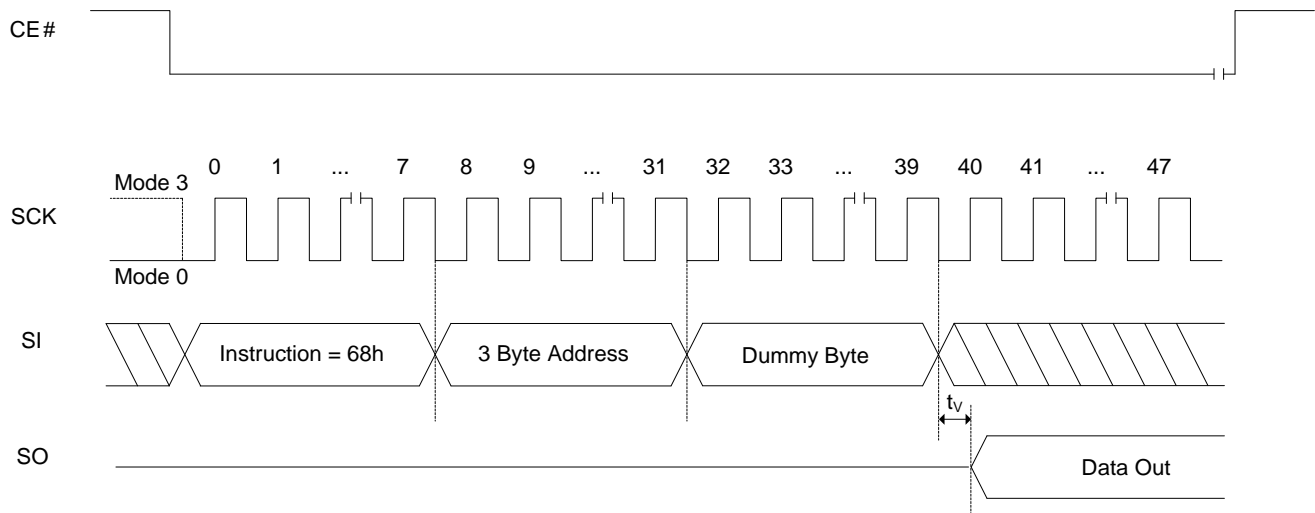 CE#
0 1 ... 7 8 9 ... 31 32 33 ... 39 40 41 ... 47
Mode 3
SCK
Mode 0
SI
Instruction = 68h
3 Byte Address
Dummy Byte
tV
SO
Data Out